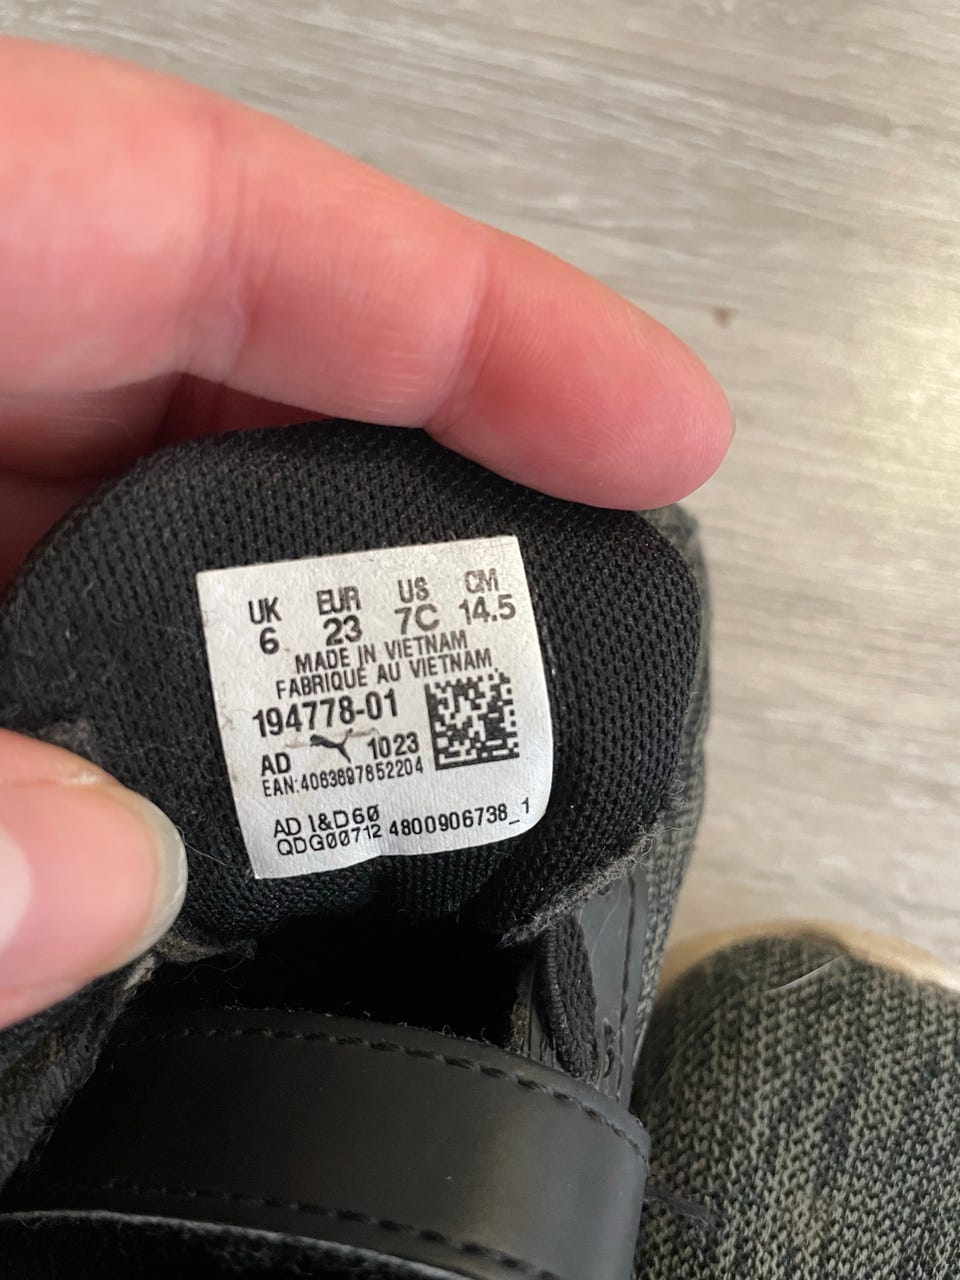 UK EUR US CM
6 23 7C 14.5
MADE IN VIETNAM
FABRIQUÉ AU VIETNAM
194778-01
AD 1023
EAN:4063697852204
AD I&D60
QDG00712 4800906738_1